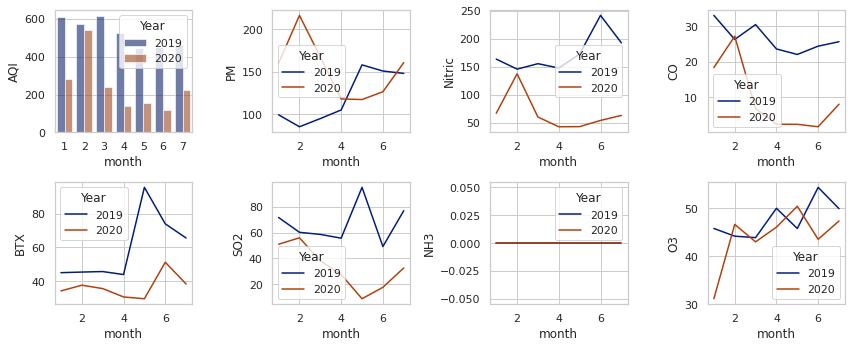 600
400
200
0
AQI
1 2 3 4 5 6 7
month
Year
2019
2020
200
150
100
PM
2 4 6
month
Year
2019
2020
250
200
150
100
50
Nitric
2 4 6
month
Year
2019
2020
30
20
10
CO
2 4 6
month
Year
2019
2020
80
60
40
BTX
2 4 6
month
Year
2019
2020
80
60
40
20
SO2
2 4 6
month
Year
2019
2020
0.050
0.025
0.000
−0.025
−0.050
NH3
2 4 6
month
Year
2019
2020
50
40
30
O3
2 4 6
month
Year
2019
2020